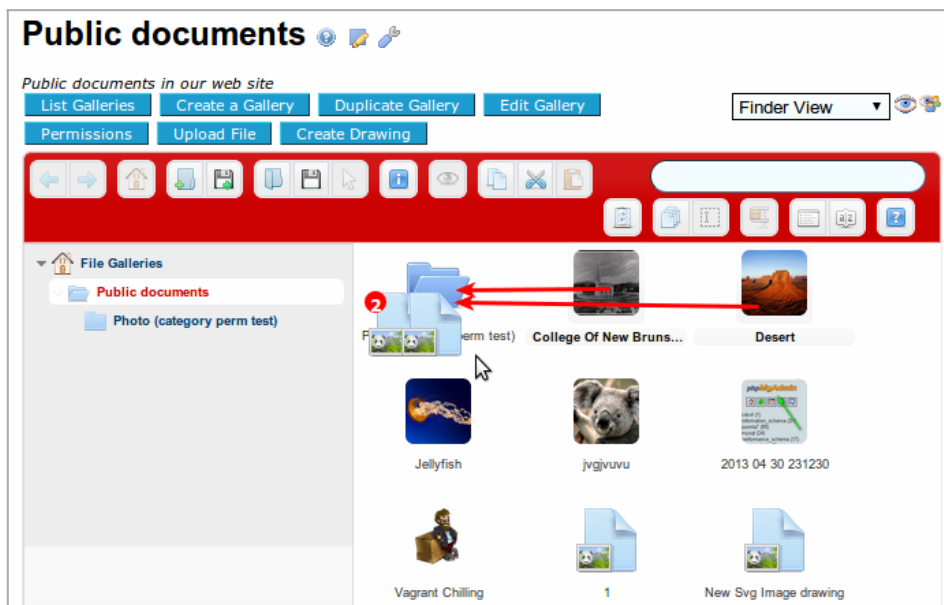 Public documents
Public documents in our web site
List Galleries Create a Gallery Duplicate Gallery Edit Gallery
Finder View
Permissions Upload File Create Drawing
File Galleries
Public documents
Photo (category perm test)
2
erm test) College Of New Bruns... Desert
phpMyAdmin
Jellyfish jvgjvuvu 2013 04 30 231230
Vagrant Chilling 1 New Svg Image drawing